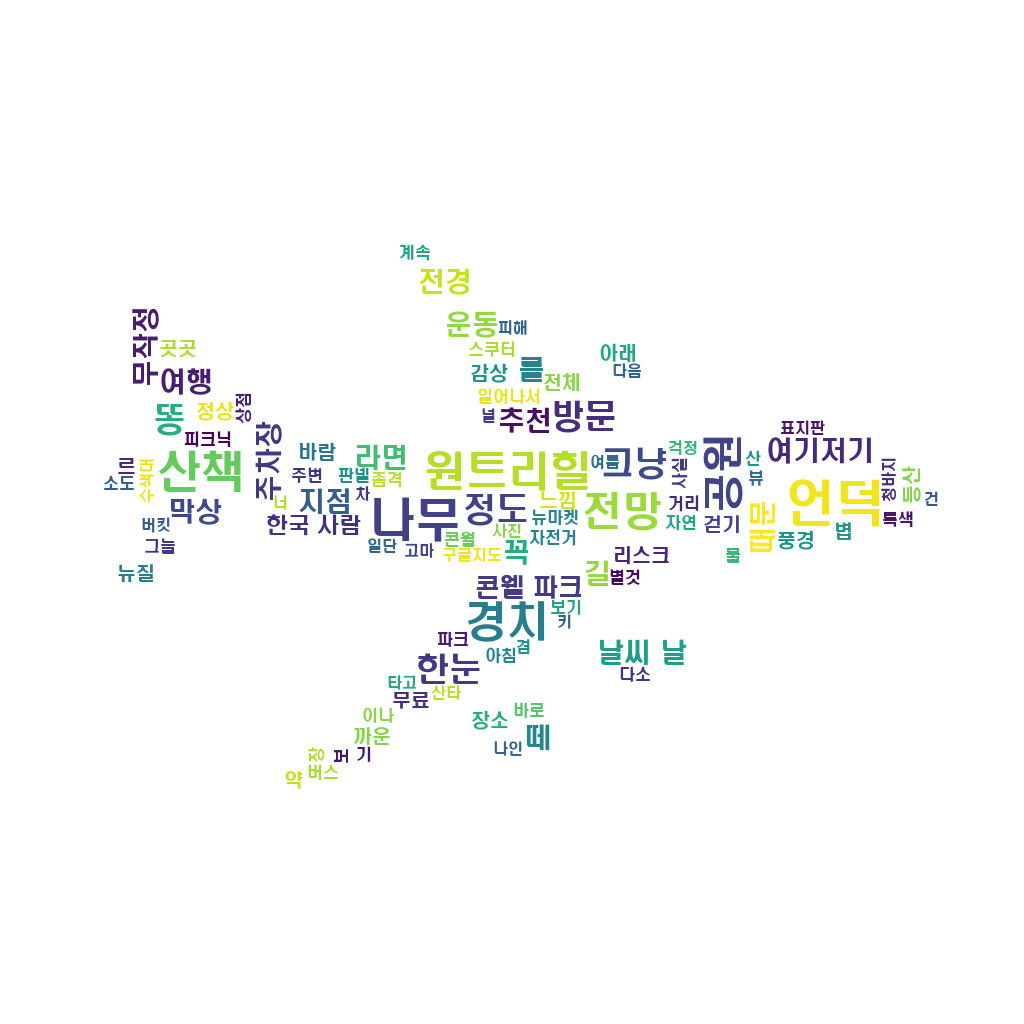 계속
전경
무작정
운동
피해
곳곳
스쿠터
아래
를
감상
다음
여행
전체
일어나서
상점
정상
똥
널
추천
방문
표지판
피크닉
주차장
바람
라면
원트리힐
여름
그냥
걱정
공원
여기저기
르
산책
주변
판넬
좀격
사실
산
뷰
청바지
등산
소도
수색대
너
지점
차
나무
정도
느낌
전망
거리
언덕
건
막상
버킷
한국 사람
뉴마켓
자연
걷기
특색
사진
자전거
봅
그늘
일단
고마
콘월
구글지도
꼭
리스크
물
풍경
뉴질
길
별것
콘웰 파크
보기
경치
키
파크
겸
아침
날씨 날
한눈
다소
타고
산타
무료
이나
장소
바로
까운
떼
나인
장
기
약
버스